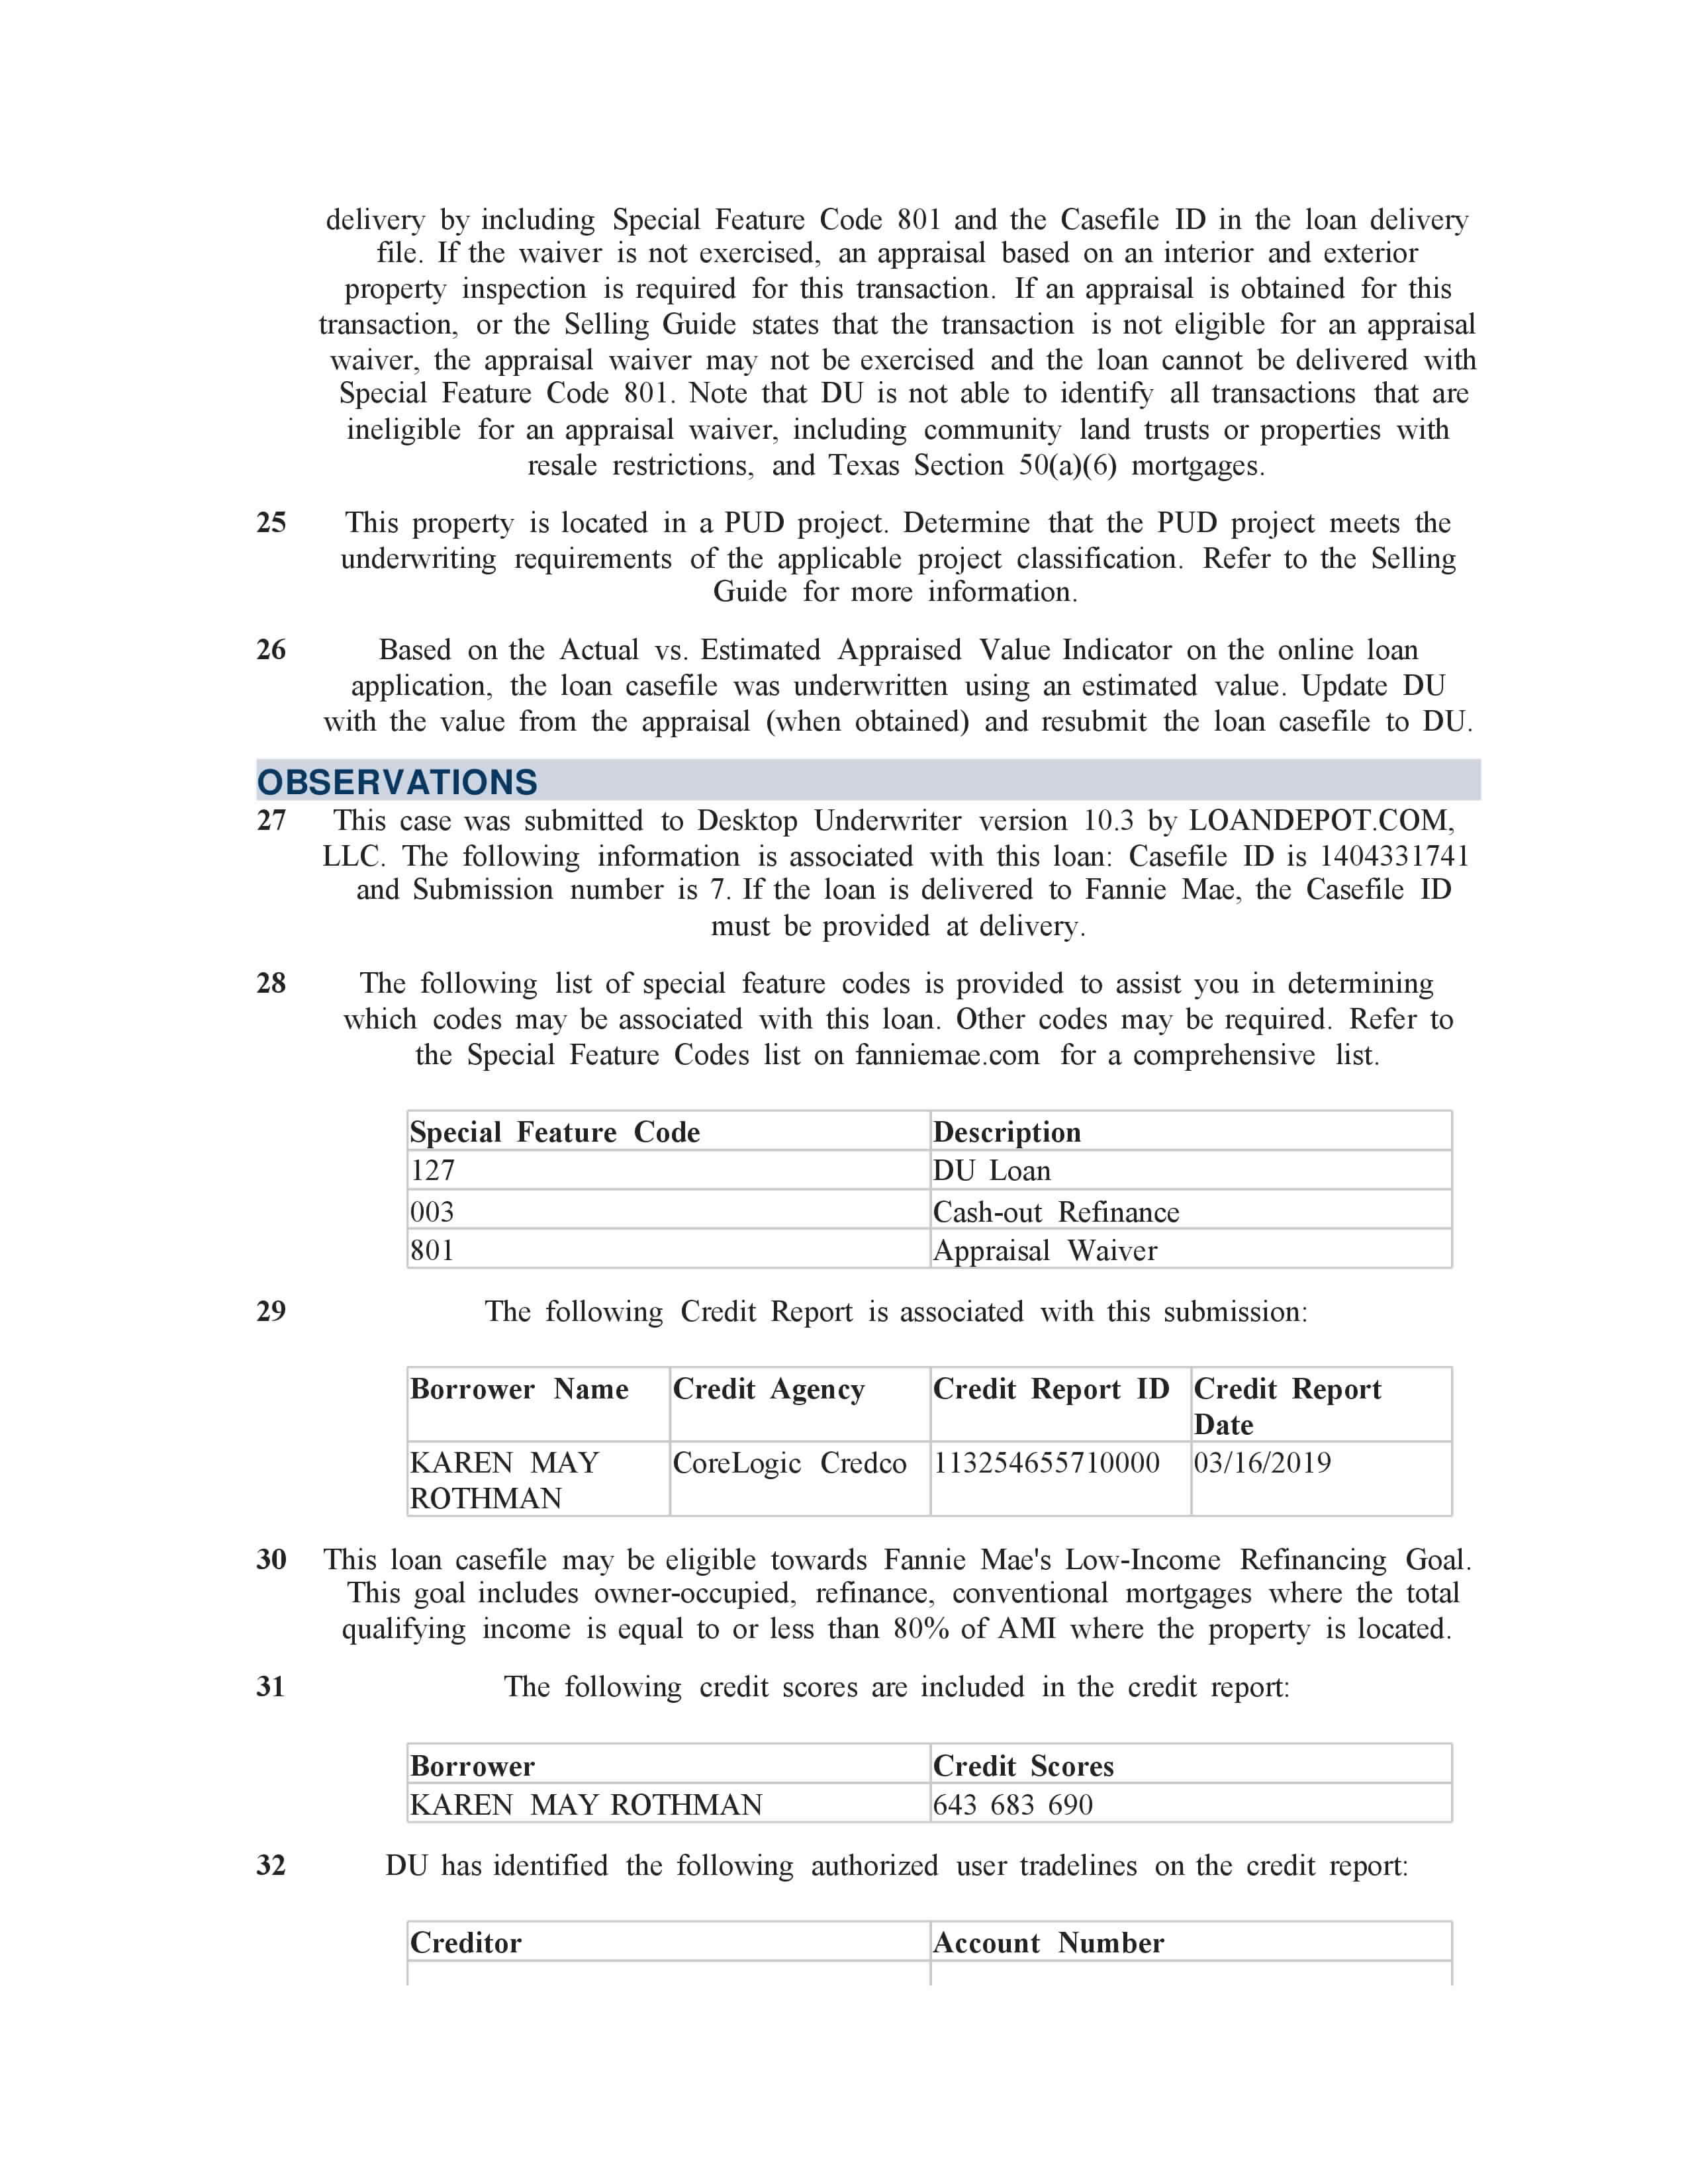 delivery by including Special Feature Code 801 and the Casefile ID in the loan delivery
file. If the waiver is not exercised, an appraisal based on an interior and exterior
property inspection is required for this transaction. If an appraisal is obtained for this
transaction, or the Selling Guide states that the transaction is not eligible for an appraisal
waiver, the appraisal waiver may not be exercised and the loan cannot be delivered with
Special Feature Code 801. Note that DU is not able to identify all transactions that are
ineligible for an appraisal waiver, including community land trusts or properties with
resale restrictions, and Texas Section 50(a)(6) mortgages.
25 This property is located in a PUD project. Determine that the PUD project meets the
underwriting requirements of the applicable project classification. Refer to the Selling
Guide for more information.
26 Based on the Actual vs. Estimated Appraised Value Indicator on the online loan
application, the loan casefile was underwritten using an estimated value. Update DU
with the value from the appraisal (when obtained) and resubmit the loan casefile to DU.
OBSERVATIONS
27 This case was submitted to Desktop Underwriter version 10.3 by LOANDEPOT.COM,
LLC. The following information is associated with this loan: Casefile ID is 1404331741
and Submission number is 7. If the loan is delivered to Fannie Mae, the Casefile ID
must be provided at delivery.
28 The following list of special feature codes is provided to assist you in determining
which codes may be associated with this loan. Other codes may be required. Refer to
the Special Feature Codes list on fanniemae.com for a comprehensive list.
Special Feature Code Description
127 DU Loan
003 Cash-out Refinance
801 Appraisal Waiver
29 The following Credit Report is associated with this submission:
Borrower Name Credit Agency Credit Report ID Credit Report
Date
KAREN MAY CoreLogic Credco 113254655710000 03/16/2019
ROTHMAN
30 This loan casefile may be eligible towards Fannie Mae's Low-Income Refinancing Goal.
This goal includes owner-occupied, refinance, conventional mortgages where the total
qualifying income is equal to or less than 80% of AMI where the property is located.
31 The following credit scores are included in the credit report:
Borrower Credit Scores
KAREN MAY ROTHMAN 643 683 690
32 DU has identified the following authorized user tradelines on the credit report:
Creditor Account Number